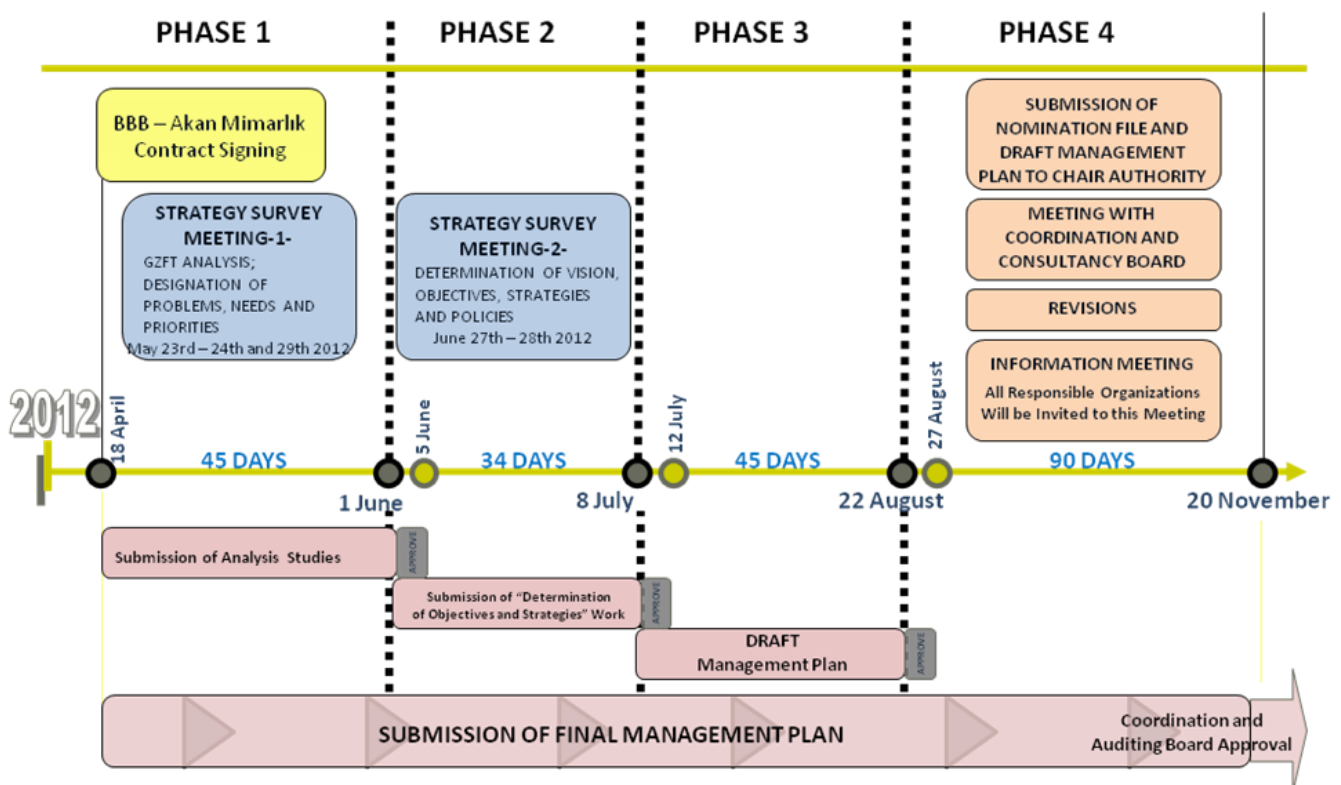 PHASE 1
PHASE 2
PHASE 3
PHASE 4
BBB – Akan Mimarlık
Contract Signing
STRATEGY SURVEY
MEETING-1-
GZFT ANALYSIS;
DESIGNATION OF
PROBLEMS, NEEDS AND
PRIORITIES
May 23rd – 24th and 29th 2012
STRATEGY SURVEY
MEETING-2-
DETERMINATION OF VISION,
OBJECTIVES, STRATEGIES
AND POLICIES
June 27th – 28th 2012
SUBMISSION OF
NOMINATION FILE AND
DRAFT MANAGEMENT
PLAN TO CHAIR AUTHORITY
MEETING WITH
COORDINATION AND
CONSULTANCY BOARD
REVISIONS
INFORMATION MEETING
All Responsible Organizations
Will be Invited to this Meeting
2012
18 April
5 June
12 July
27 August
45 DAYS
34 DAYS
45 DAYS
90 DAYS
1 June
8 July
22 August
20 November
Submission of Analysis Studies
APPROVE
Submission of “Determination
of Objectives and Strategies” Work
APPROVE
DRAFT
Management Plan
APPROVE
SUBMISSION OF FINAL MANAGEMENT PLAN
Coordination and
Auditing Board Approval